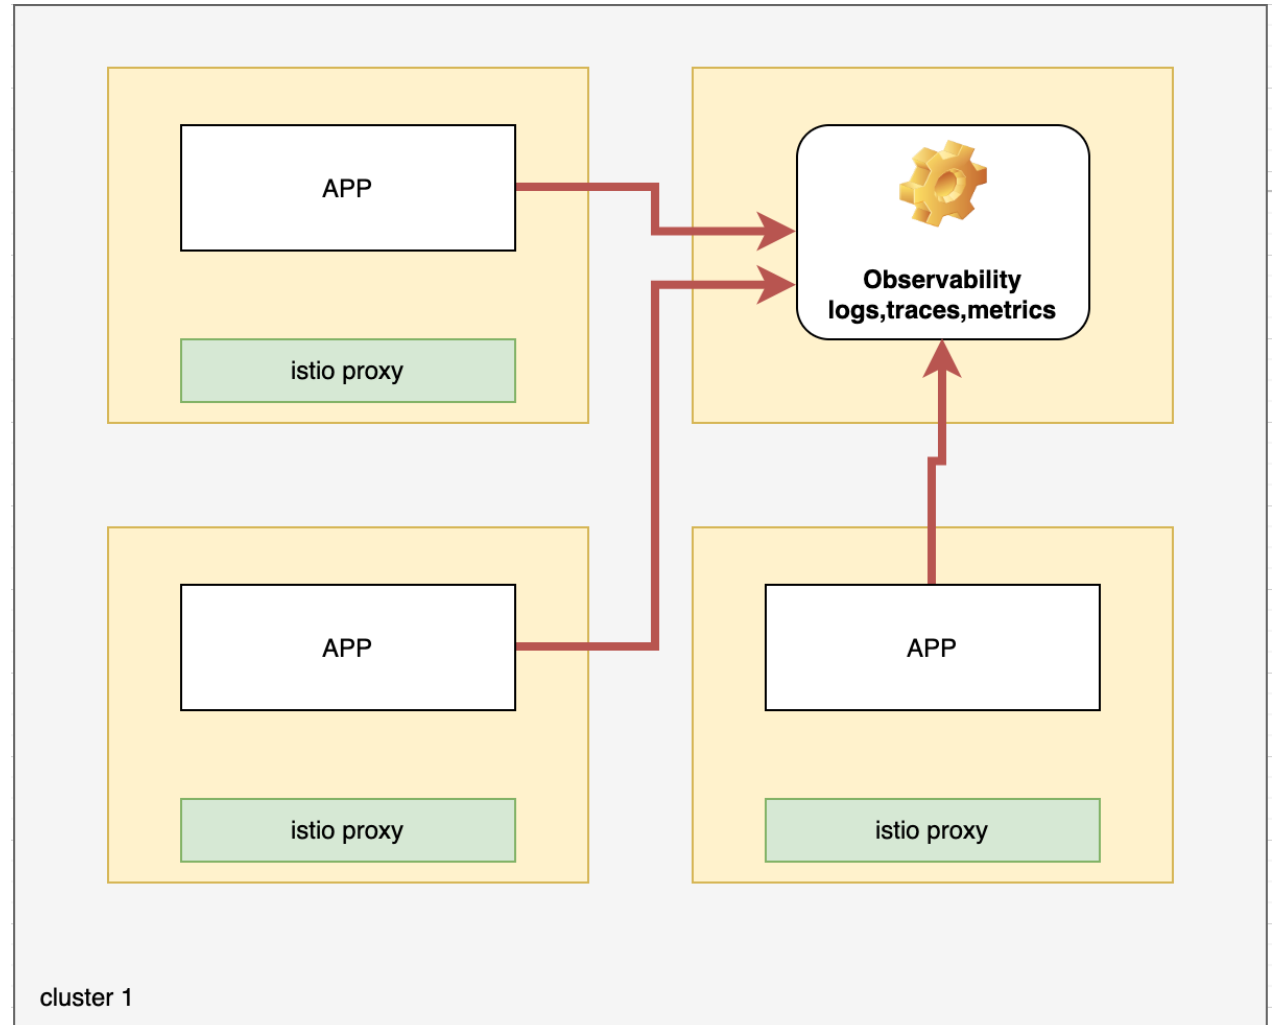 APP
istio proxy
Observability
logs,traces,metrics
APP
istio proxy
APP
istio proxy
cluster 1